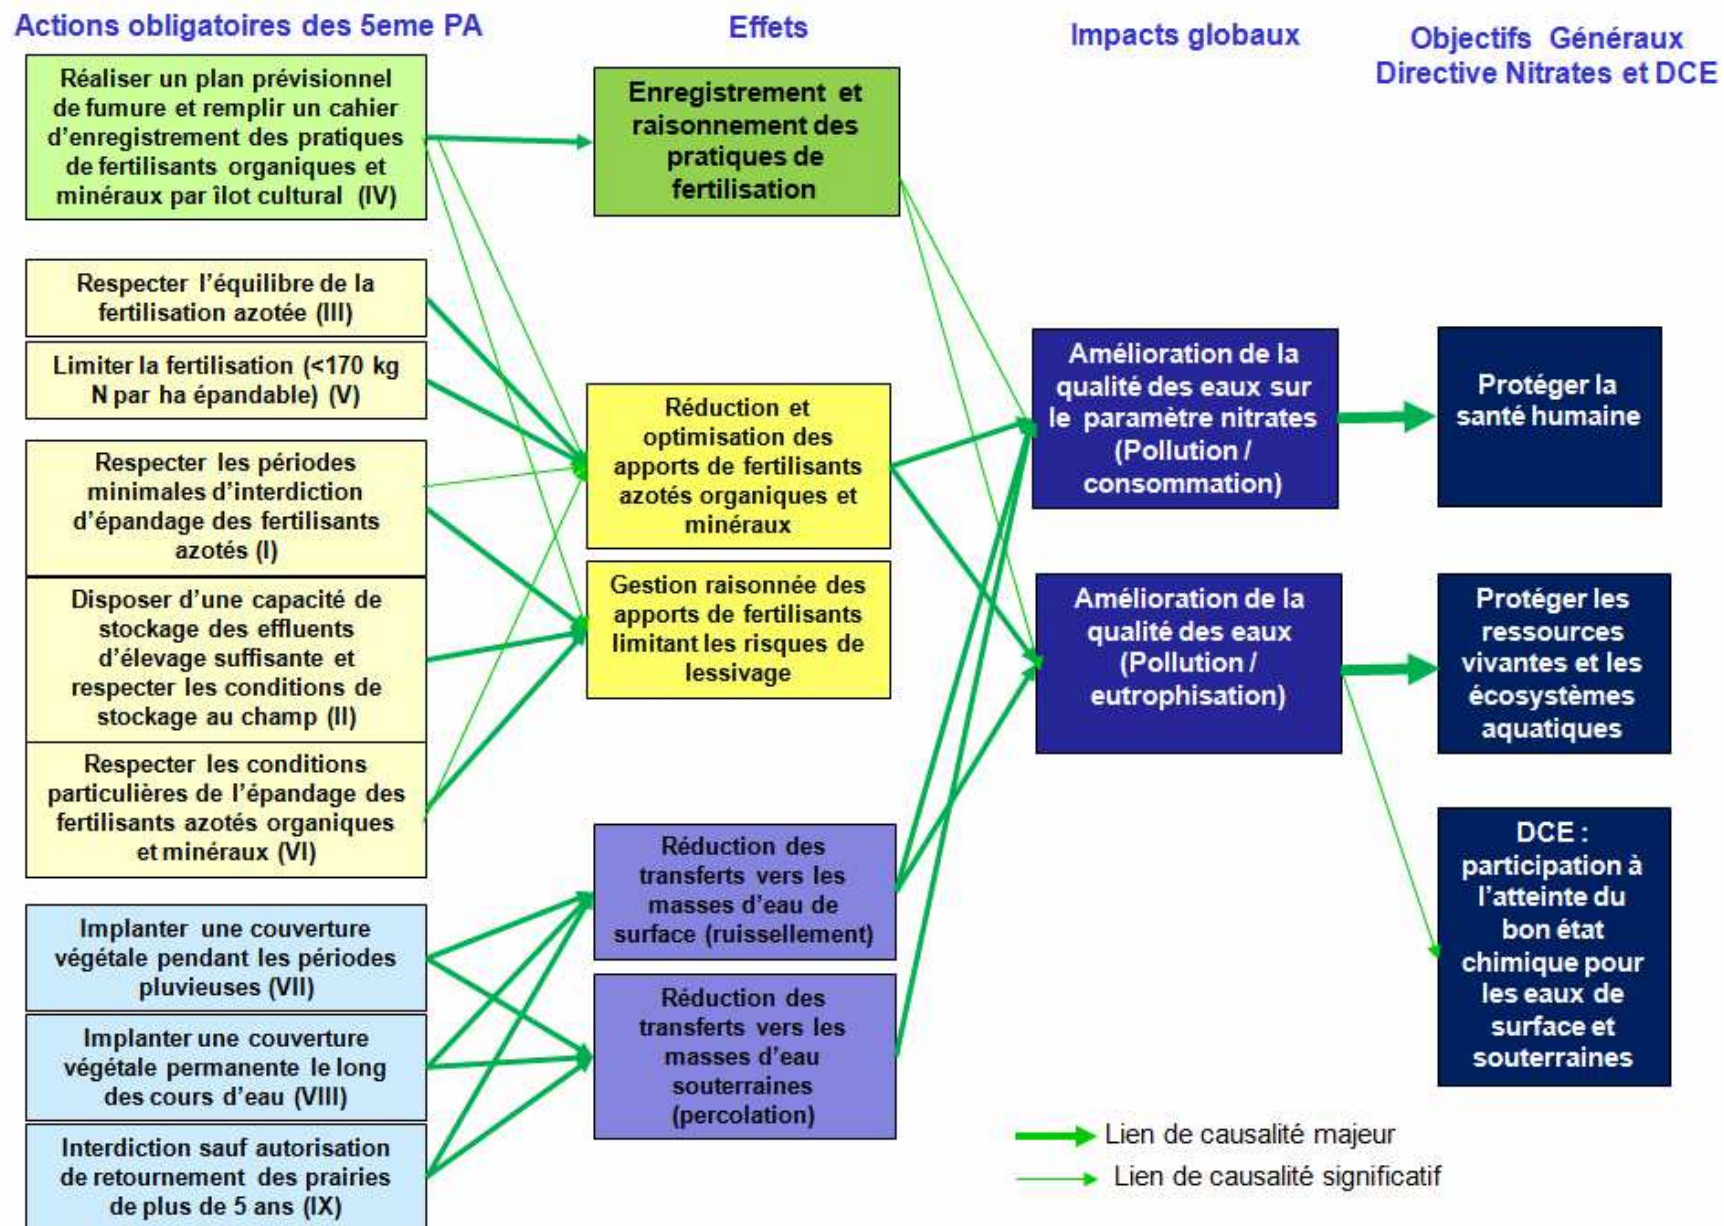 Actions obligatoires des 5eme PA
Réaliser un plan prévisionnel
de fumure et remplir un cahier
d'enregistrement des pratiques
de fertilisants organiques et
minéraux par îlot cultural (IV)
Respecter l'équilibre de la
fertilisation azotée (III)
Limiter la fertilisation (<170 kg
N par ha épandable) (V)
Respecter les périodes
minimales d'interdiction
d'épandage des fertilisants
azotés (I)
Disposer d'une capacité de
stockage des effluents
d'élevage suffisante et
respecter les conditions de
stockage au champ (II)
Respecter les conditions
particulières de l'épandage des
fertilisants azotés organiques
et minéraux (VI)
Implanter une couverture
végétale pendant les périodes
pluvieuses (VII)
Implanter une couverture
végétale permanente le long
des cours d'eau (VIII)
Interdiction sauf autorisation
de retournement des prairies
de plus de 5 ans (IX)
Effets
Enregistrement et
raisonnement des
pratiques de
fertilisation
Réduction et
optimisation des
apports de fertilisants
azotés organiques et
minéraux
Gestion raisonnée des
apports de fertilisants
limitant les risques de
lessivage
Réduction des
transferts vers les
masses d'eau de
surface (ruissellement)
Réduction des
transferts vers les
masses d'eau
souterraines
(percolation)
Impacts globaux
Amélioration de la
qualité des eaux sur
le paramètre nitrates
(Pollution /
consommation)
Amélioration de la
qualité des eaux
(Pollution /
eutrophisation)
Objectifs Généraux
Directive Nitrates et DCE
Protéger la
santé humaine
Protéger les
ressources
vivantes et les
écosystèmes
aquatiques
DCE :
participation à
l'atteinte du
bon état
chimique pour
les eaux de
surface et
souterraines
Lien de causalité majeur
Lien de causalité significatif